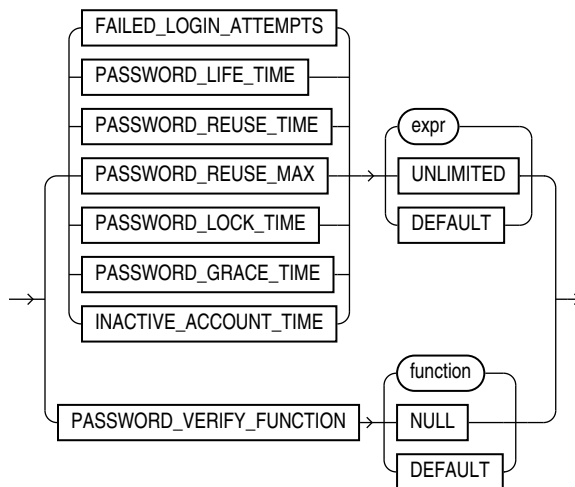 FAILED_LOGIN_ATTEMPTS
PASSWORD_LIFE_TIME
PASSWORD_REUSE_TIME
PASSWORD_REUSE_MAX
PASSWORD_LOCK_TIME
PASSWORD_GRACE_TIME
INACTIVE_ACCOUNT_TIME
expr
UNLIMITED
DEFAULT
PASSWORD_VERIFY_FUNCTION
function
NULL
DEFAULT